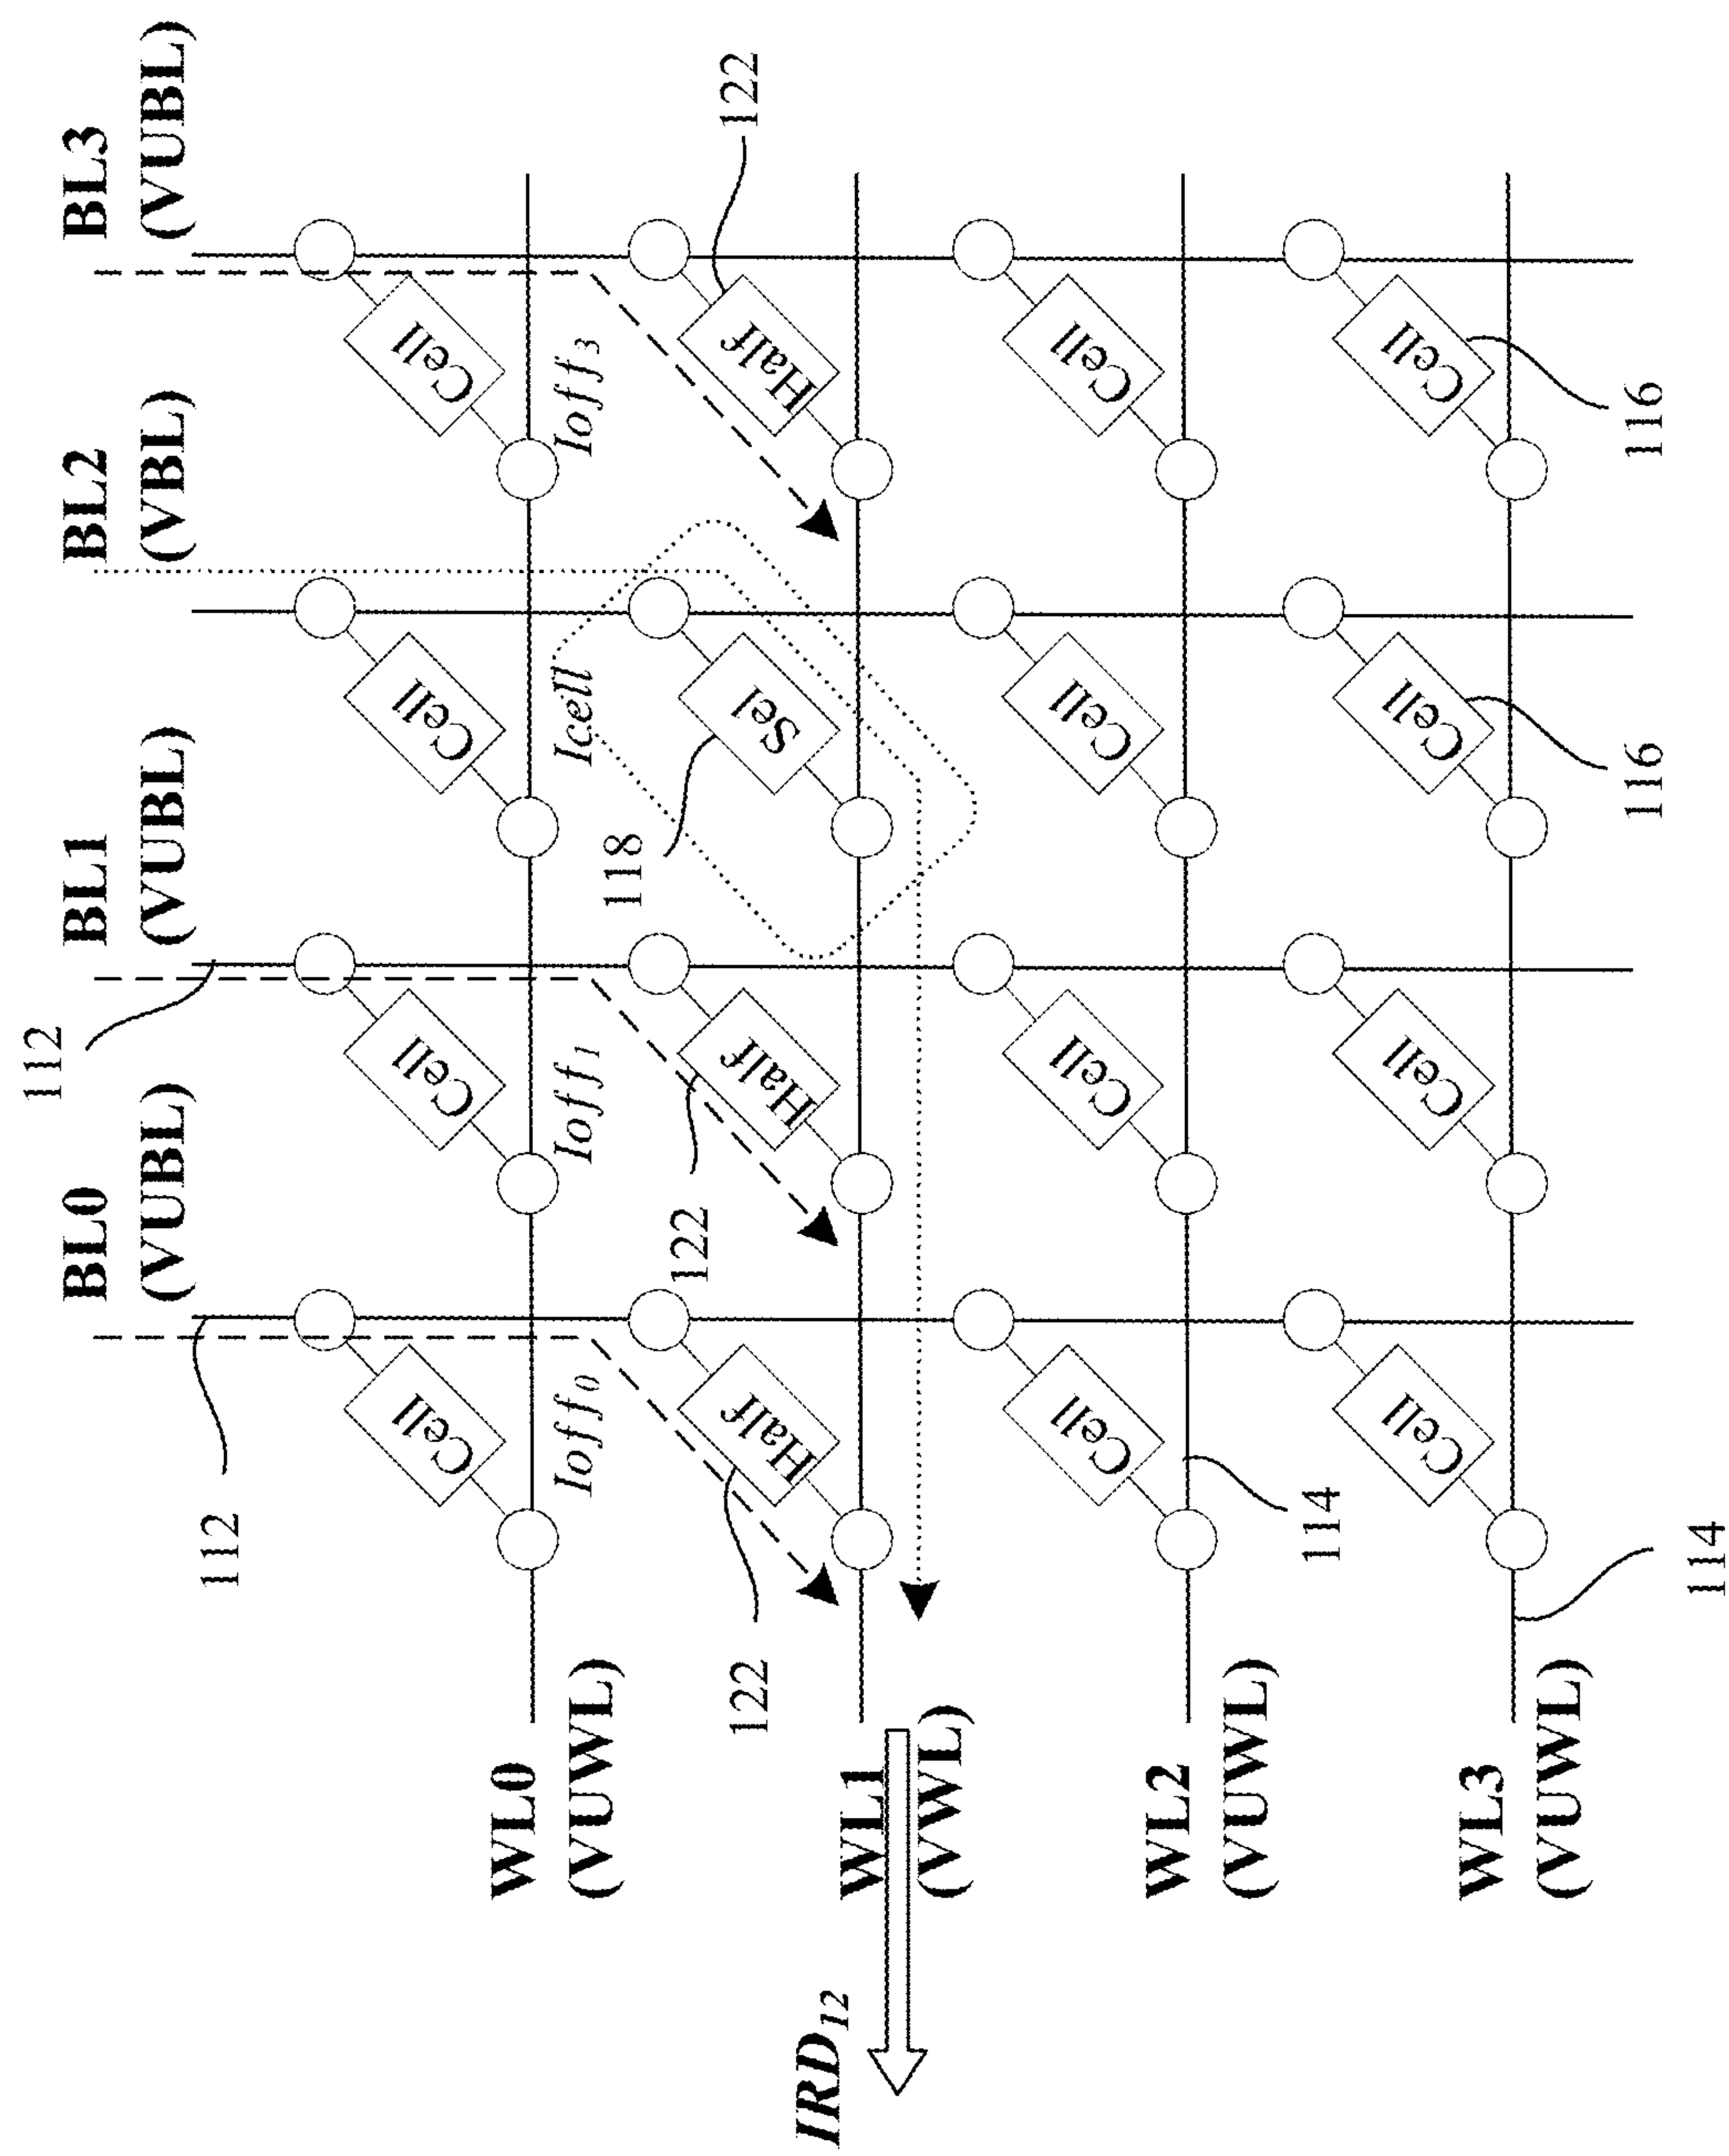 BL0
(VUBL)
BL1
(VUBL)
BL2
(VBL)
BL3
(VUBL)
112
112
122
Cell
Cell
Cell
Cell
WL0
(VUWL)
Ioff0
Ioff1
Icell
Ioff3
118
122
122
Half
Half
Sel
Half
WL1
(VWL)
IRD12
Cell
Cell
Cell
Cell
WL2
(VUWL)
114
Cell
Cell
Cell
Cell
WL3
(VUWL)
116
116
114